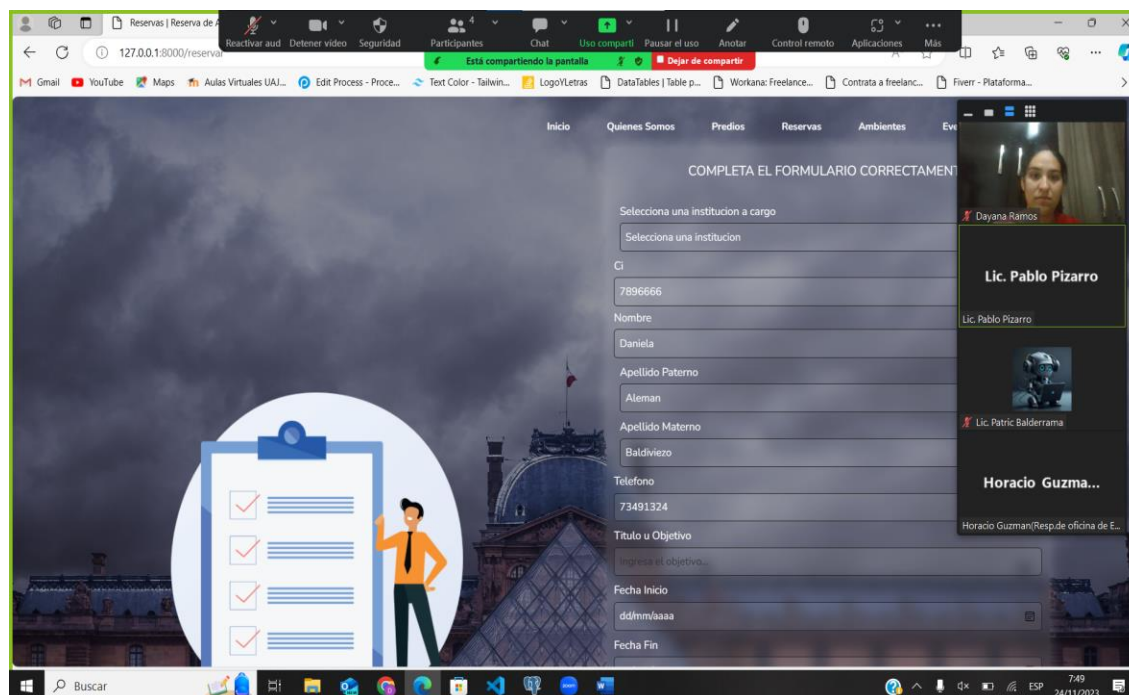 Reservas | Reserva de A
Reactivar aud Detener video Seguridad Participantes 4 Chat Uso comparti Pausar el uso Anotar Control remoto Aplicaciones Más
127.0.0.1:8000/reservar
Está compartiendo la pantalla Dejar de compartir
Gmail YouTube Maps Aulas Virtuales UAJ... Edit Process - Proce... Text Color - Tailwin... LogoYLetras DataTables | Table p... Workana: Freelance... Contrata a freelanc... Fiverr - Plataforma...
Inicio Quienes Somos Predios Reservas Ambientes Eve
COMPLETA EL FORMULARIO CORRECTAMENT
Selecciona una institucion a cargo
Selecciona una institucion
Ci
7896666
Nombre
Daniela
Apellido Paterno
Aleman
Apellido Materno
Baldiviezo
Telefono
73491324
Titulo u Objetivo
Ingresa el objetivo...
Fecha Inicio
dd/mm/aaaa
Fecha Fin
Dayana Ramos
Lic. Pablo Pizarro
Lic. Pablo Pizarro
Lic. Patric Balderrama
Horacio Guzma...
Horacio Guzman(Resp.de oficina de E...
Buscar
ESP
7:49
24/11/2023